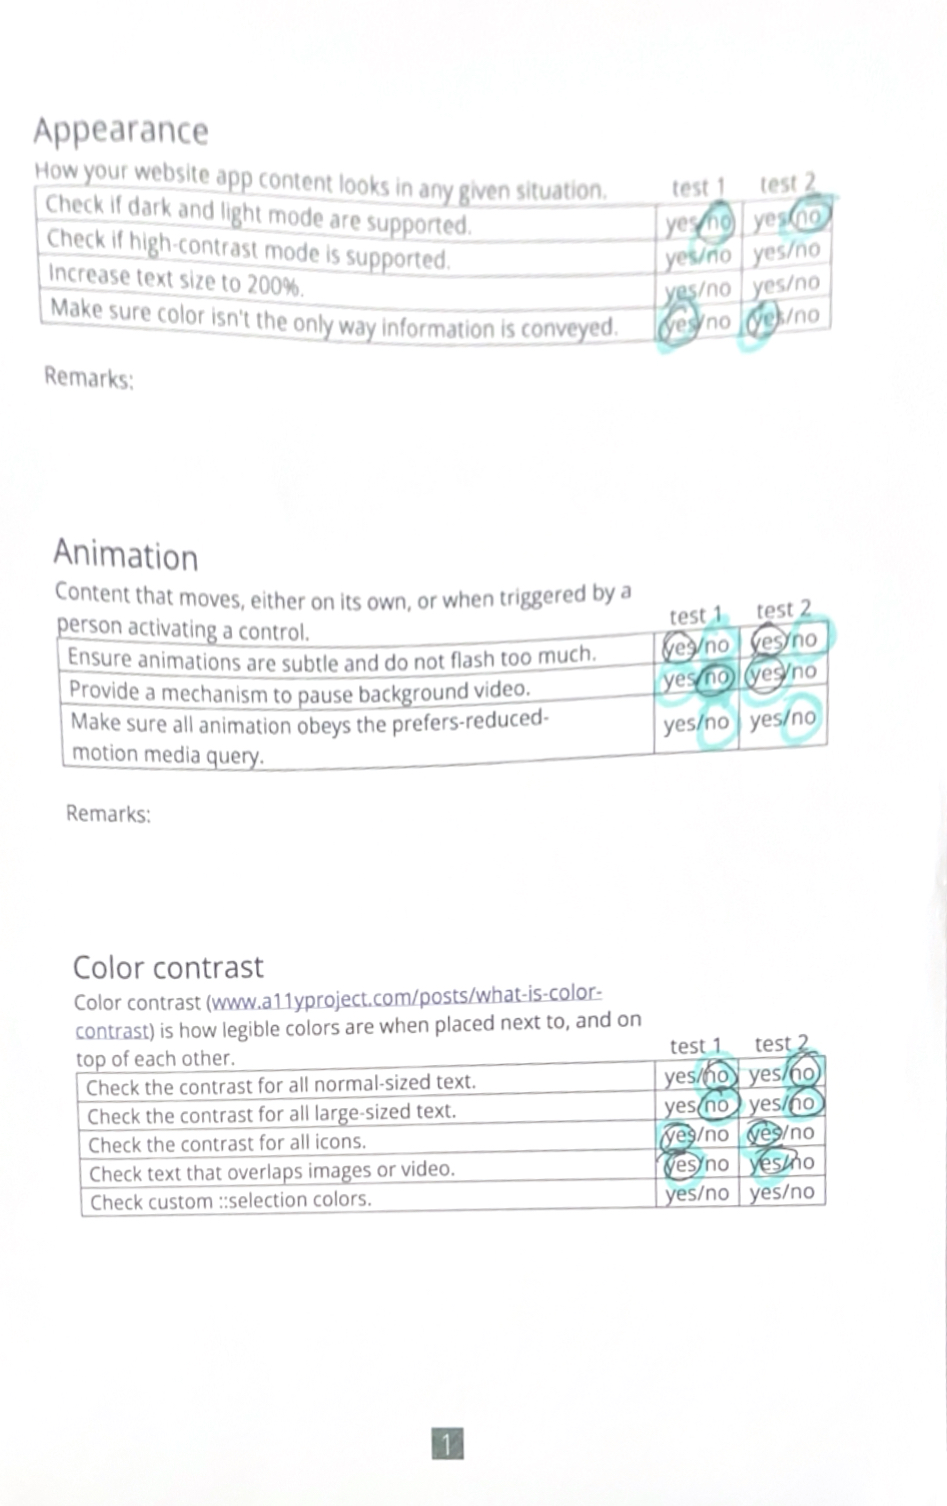 Appearance
How your website app content looks in any given situation. test 1 test 2
Check if dark and light mode are supported. yes/no yes/no
Check if high-contrast mode is supported. yes/no yes/no
Increase text size to 200%. yes/no yes/no
Make sure color isn't the only way information is conveyed. yes/no yes/no
Remarks:
Animation
Content that moves, either on its own, or when triggered by a
person activating a control. test 1 test 2
Ensure animations are subtle and do not flash too much. yes/no yes/no
Provide a mechanism to pause background video. yes/no yes/no
Make sure all animation obeys the prefers-reduced- yes/no yes/no
motion media query.
Remarks:
Color contrast
Color contrast (www.a11yproject.com/posts/what-is-color-
contrast) is how legible colors are when placed next to, and on
top of each other. test 1 test 2
Check the contrast for all normal-sized text. yes/no yes/no
Check the contrast for all large-sized text. yes/no yes/no
Check the contrast for all icons. yes/no yes/no
Check text that overlaps images or video. yes/no yes/no
Check custom ::selection colors. yes/no yes/no
1